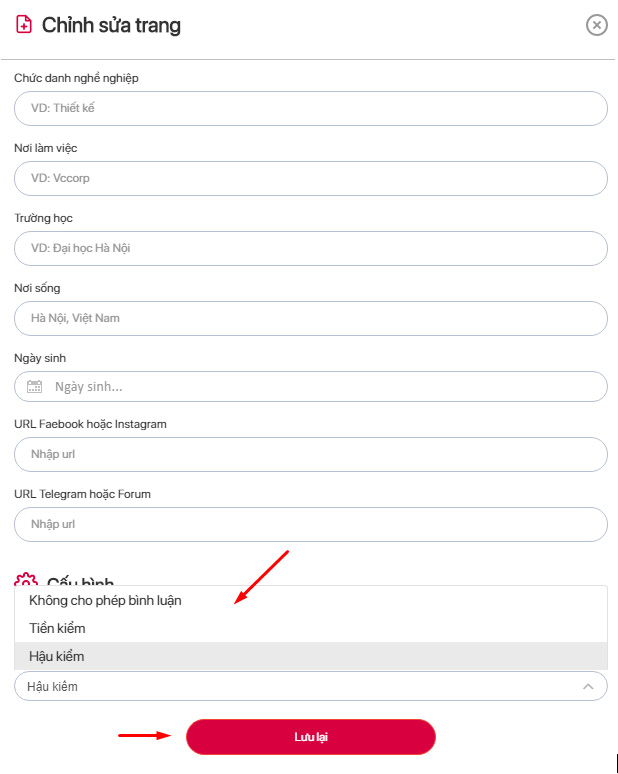 Chỉnh sửa trang
Chức danh nghề nghiệp
VD: Thiết kế
Nơi làm việc
VD: Vccorp
Trường học
VD: Đại học Hà Nội
Nơi sống
Hà Nội, Việt Nam
Ngày sinh
Ngày sinh...
URL Faebook hoặc Instagram
Nhập url
URL Telegram hoặc Forum
Nhập url
Cấu hình
Không cho phép bình luận
Tiền kiểm
Hậu kiểm
Hậu kiểm
Lưu lại